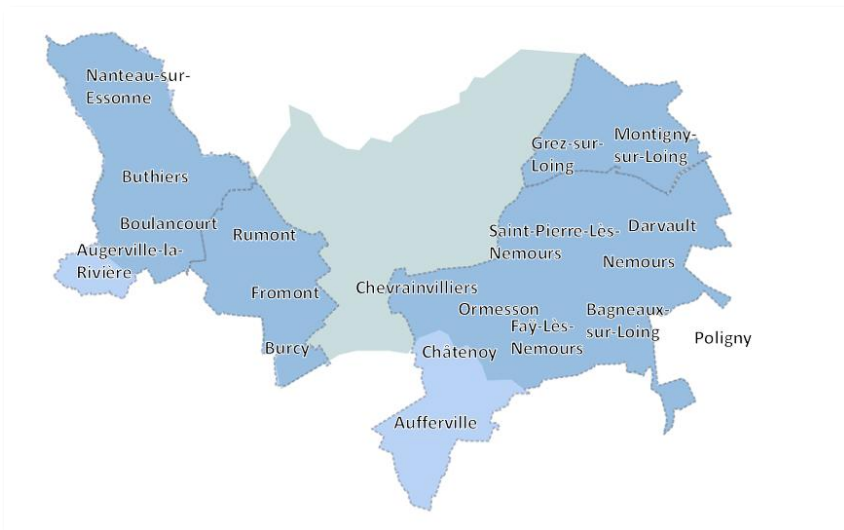 Nanteau-sur-
Essonne
Buthiers
Boulancourt
Augerville-la-
Rivière
Rumont
Fromont
Burcy
Grez-sur-
Loing
Montigny-
sur-Loing
Saint-Pierre-Lès-
Nemours
Darvault
Nemours
Chevrainvilliers
Ormesson
Faÿ-Lès-
Nemours
Bagneaux-
sur-Loing
Poligny
Châtenoy
Aufferville